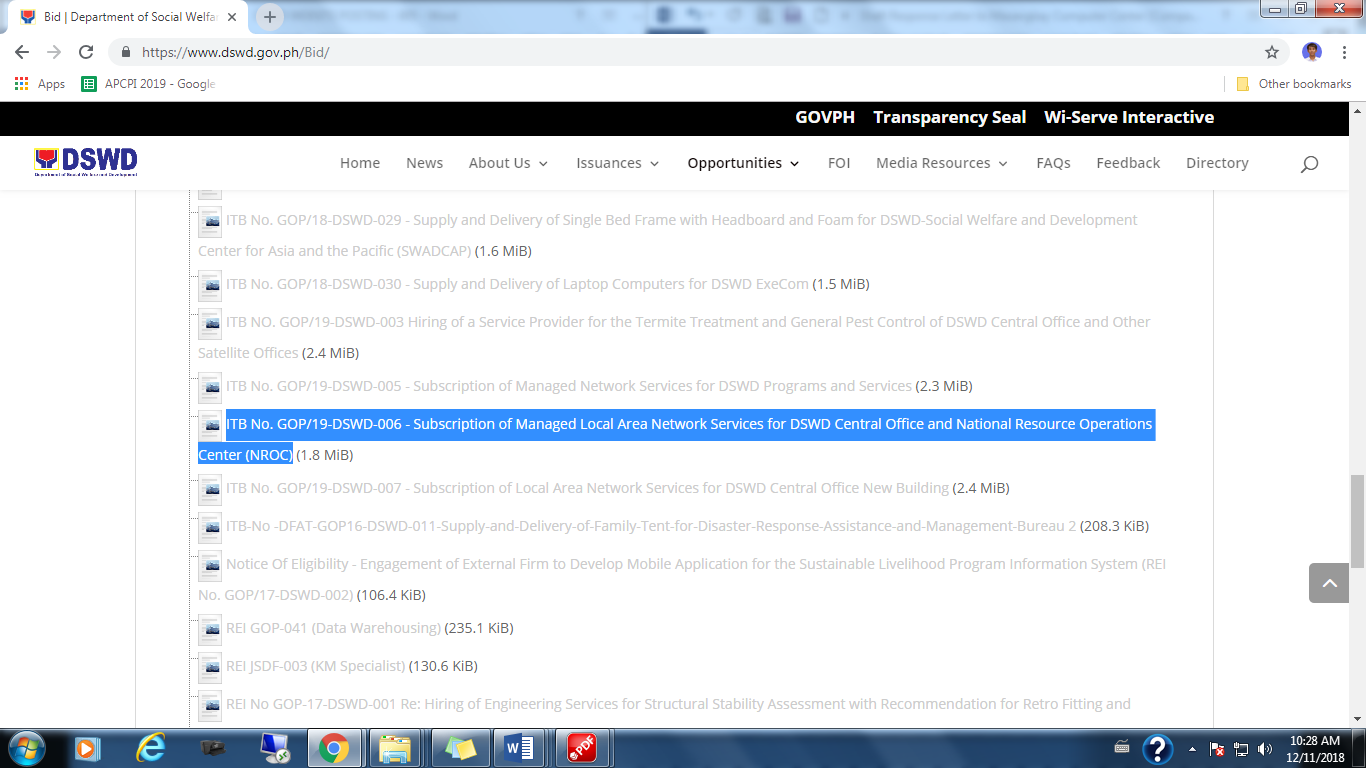 Bid | Department of Social Welfar
https://www.dswd.gov.ph/Bid/
Apps
APCPI 2019 - Google
Other bookmarks
GOVPH Transparency Seal Wi-Serve Interactive
DSWD
Department of Social Welfare and Development
Home News About Us Issuances Opportunities FOI Media Resources FAQs Feedback Directory
ITB No. GOP/18-DSWD-029 - Supply and Delivery of Single Bed Frame with Headboard and Foam for DSWD-Social Welfare and Development
Center for Asia and the Pacific (SWADCAP) (1.6 MiB)
ITB No. GOP/18-DSWD-030 - Supply and Delivery of Laptop Computers for DSWD ExeCom (1.5 MiB)
ITB NO. GOP/19-DSWD-003 Hiring of a Service Provider for the Termite Treatment and General Pest Control of DSWD Central Office and Other
Satellite Offices (2.4 MiB)
ITB No. GOP/19-DSWD-005 - Subscription of Managed Network Services for DSWD Programs and Services (2.3 MiB)
ITB No. GOP/19-DSWD-006 - Subscription of Managed Local Area Network Services for DSWD Central Office and National Resource Operations
Center (NROC) (1.8 MiB)
ITB No. GOP/19-DSWD-007 - Subscription of Local Area Network Services for DSWD Central Office New Building (2.4 MiB)
ITB-No -DFAT-GOP16-DSWD-011-Supply-and-Delivery-of-Family-Tent-for-Disaster-Response-Assistance-and-Management-Bureau 2 (208.3 KiB)
Notice Of Eligibility - Engagement of External Firm to Develop Mobile Application for the Sustainable Livelihood Program Information System (REI
No. GOP/17-DSWD-002) (106.4 KiB)
REI GOP-041 (Data Warehousing) (235.1 KiB)
REI JSDF-003 (KM Specialist) (130.6 KiB)
REI No GOP-17-DSWD-001 Re: Hiring of Engineering Services for Structural Stability Assessment with Recommendation for Retro Fitting and
PDF
10:28 AM
12/11/2018